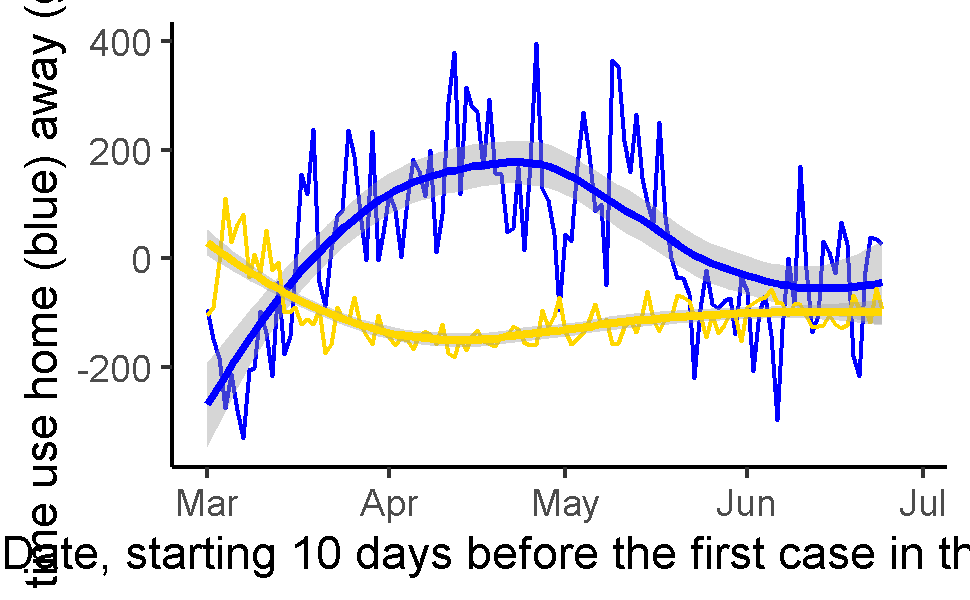 time use home (blue) away (
400
200
0
-200
Mar Apr May Jun Jul
Date, starting 10 days before the first case in th